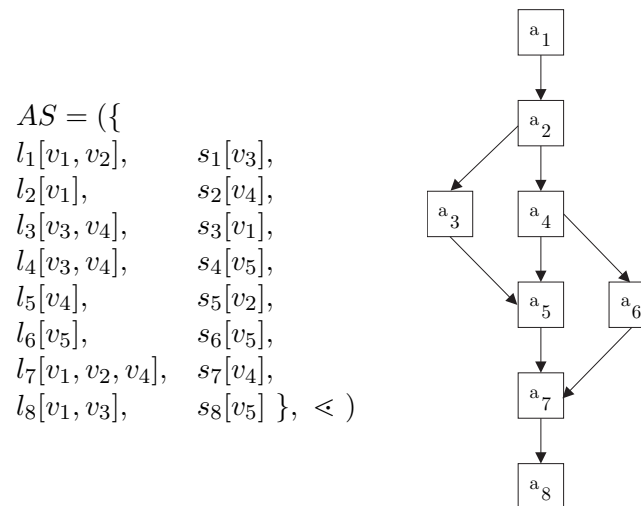 AS = ({
l₁[v₁, v₂], s₁[v₃],
l₂[v₁], s₂[v₄],
l₃[v₃, v₄], s₃[v₁],
l₄[v₃, v₄], s₄[v₅],
l₅[v₄], s₅[v₂],
l₆[v₅], s₆[v₅],
l₇[v₁, v₂, v₄], s₇[v₄],
l₈[v₁, v₃], s₈[v₅] }, ⋖ )
a₁
a₂
a₃ a₄
a₅ a₆
a₇
a₈